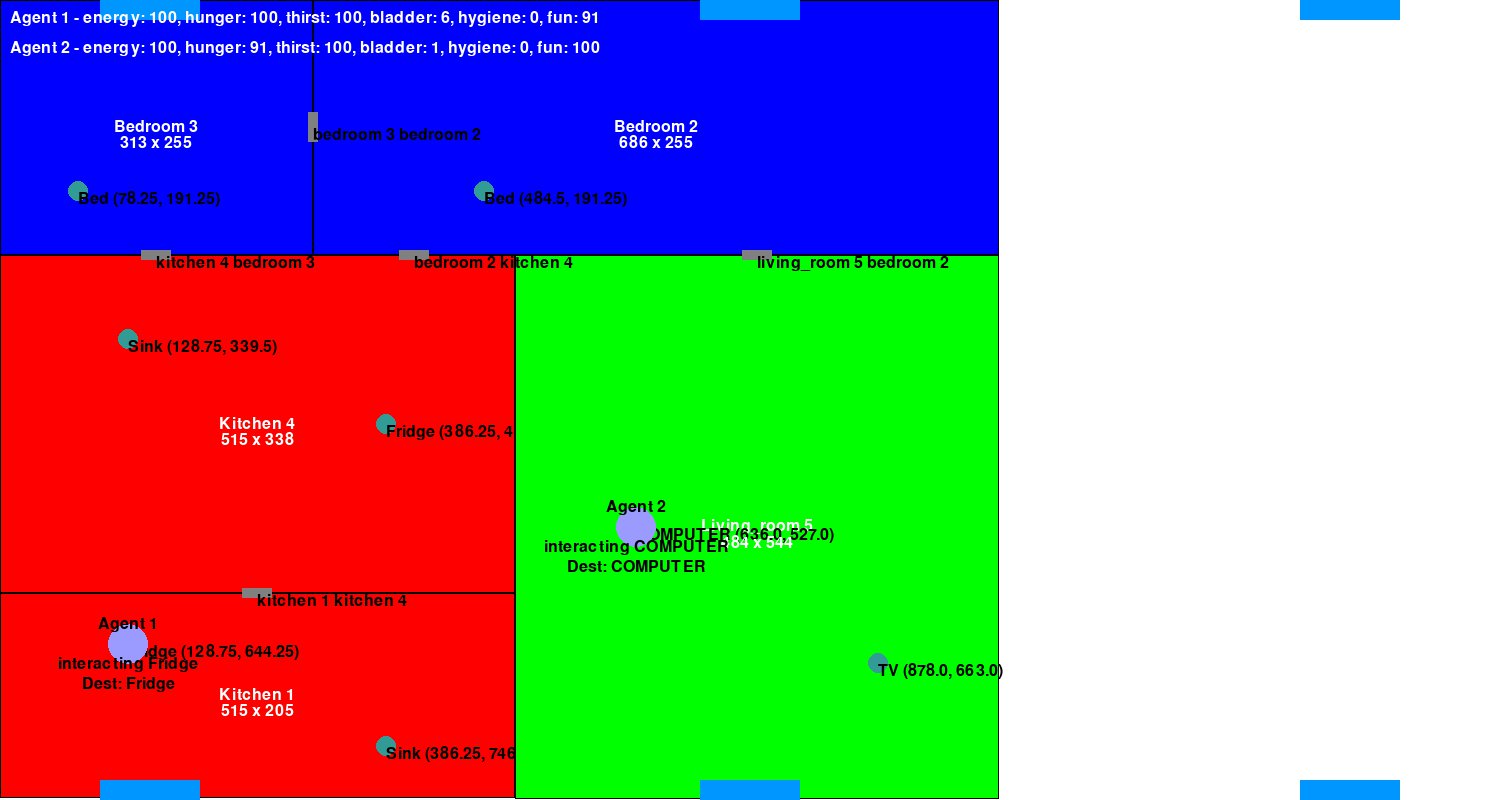 Agent 1 - energy: 100, hunger: 100, thirst: 100, bladder: 6, hygiene: 0, fun: 91
Agent 2 - energy: 100, hunger: 91, thirst: 100, bladder: 1, hygiene: 0, fun: 100
Bedroom 3
313 x 255
Bedroom 2
686 x 255
bedroom 3 bedroom 2
Bed (78.25, 191.25)
Bed (484.5, 191.25)
kitchen 4 bedroom 3
bedroom 2 kitchen 4
living_room 5 bedroom 2
Sink (128.75, 339.5)
Kitchen 4
515 x 338
Fridge (386.25, 4
Agent 2
Living_room 5
OMPUTER (636.0, 527.0)
84 x 544
interacting COMPUTER
Dest: COMPUTER
kitchen 1 kitchen 4
Agent 1
dge (128.75, 644.25)
interacting Fridge
Dest: Fridge
Kitchen 1
515 x 205
TV (878.0, 663.0)
Sink (386.25, 746